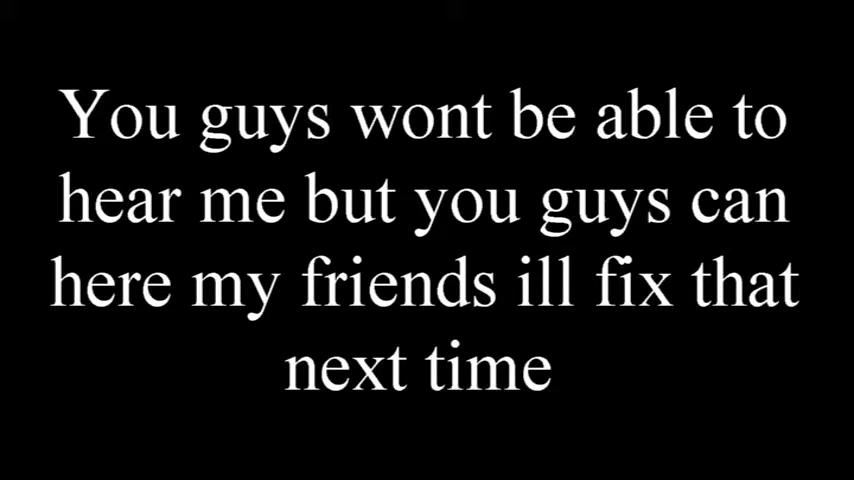 You guys wont be able to
hear me but you guys can
here my friends ill fix that
next time